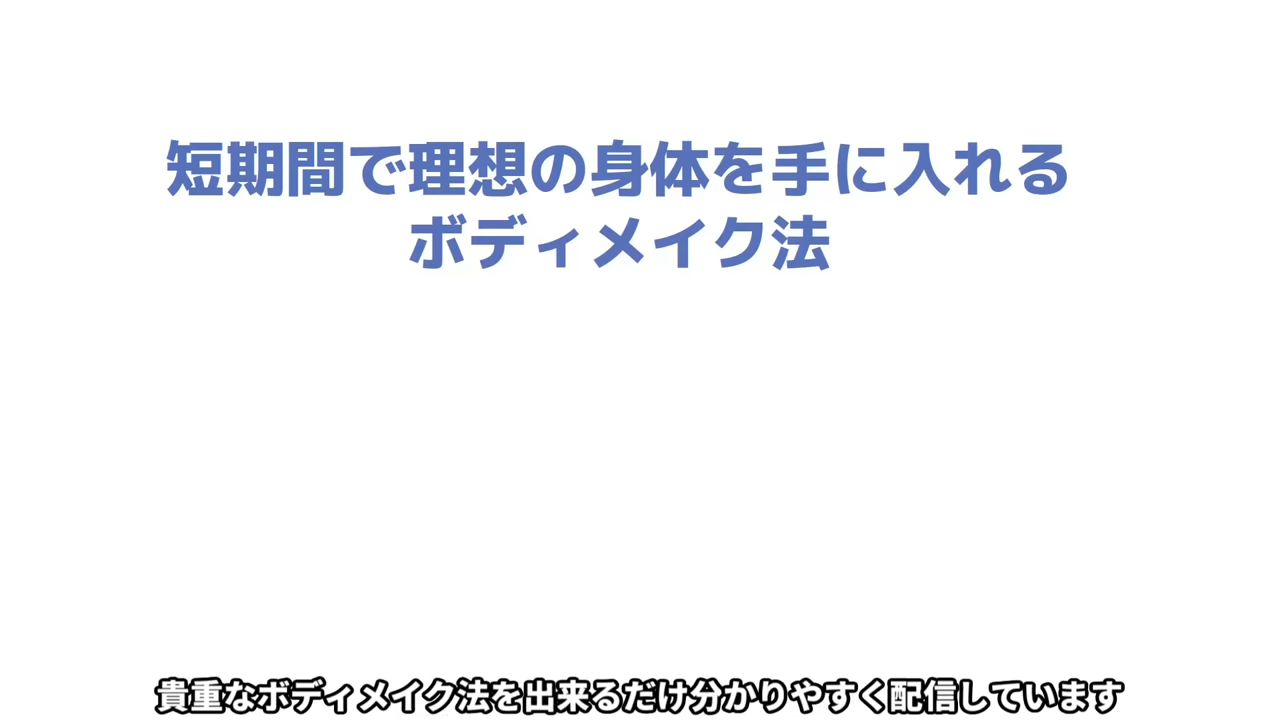 短期間で理想の身体を手に入れる
ボディメイク法
貴重なボディメイク法を出来るだけ分かりやすく配信しています